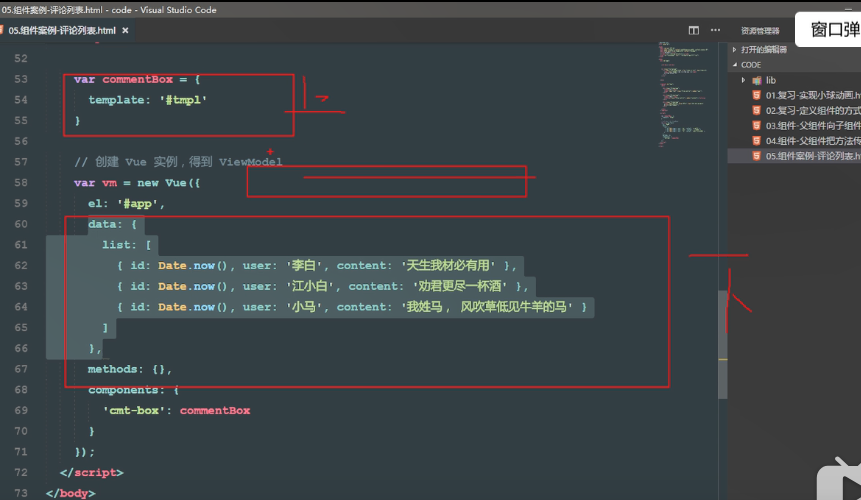 05.组件案例-评论列表.html - code - Visual Studio Code
05.组件案例-评论列表.html ×
52
53 var commentBox = {
54 template: '#tmpl'
55 }
56
57 // 创建 Vue 实例，得到 ViewModel
58 var vm = new Vue({
59 el: '#app',
60 data: {
61 list: [
62 { id: Date.now(), user: '李白', content: '天生我材必有用' },
63 { id: Date.now(), user: '江小白', content: '劝君更尽一杯酒' },
64 { id: Date.now(), user: '小马', content: '我姓马， 风吹草低见牛羊的马' }
65 ]
66 },
67 methods: {},
68 components: {
69 'cmt-box': commentBox
70 }
71 });
72 </script>
73 </body>
资源管理器
窗口弹
打开的编辑器
CODE
lib
01.复习-实现小球动画.h
02.复习-定义组件的方式
03.组件-父组件向子组件
04.组件-父组件把方法传
05.组件案例-评论列表.h